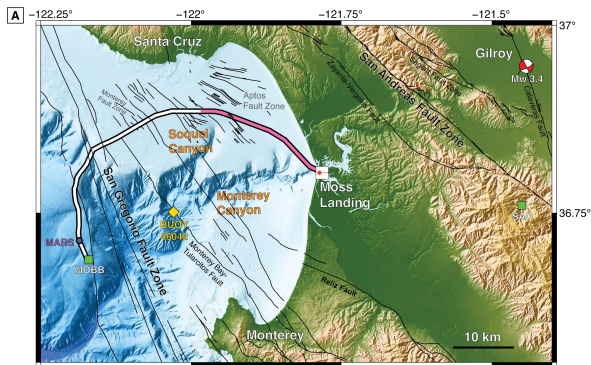 A
-122.25°
-122°
-121.75°
-121.5°
37°
Santa Cruz
Gilroy
Mw 3.4
San Andreas Fault Zone
Zayante-Vergeles Fault
Calaveras Fault
Monterey
Fault Zone
Aptos
Fault Zone
Soquel
Canyon
Moss
Landing
Monterey
Canyon
San Gregorio Fault Zone
BUOY
36.75°
MARS
MOBB
Monterey Bay-
Tularcitos Fault
Reliz Fault
Monterey
10 km